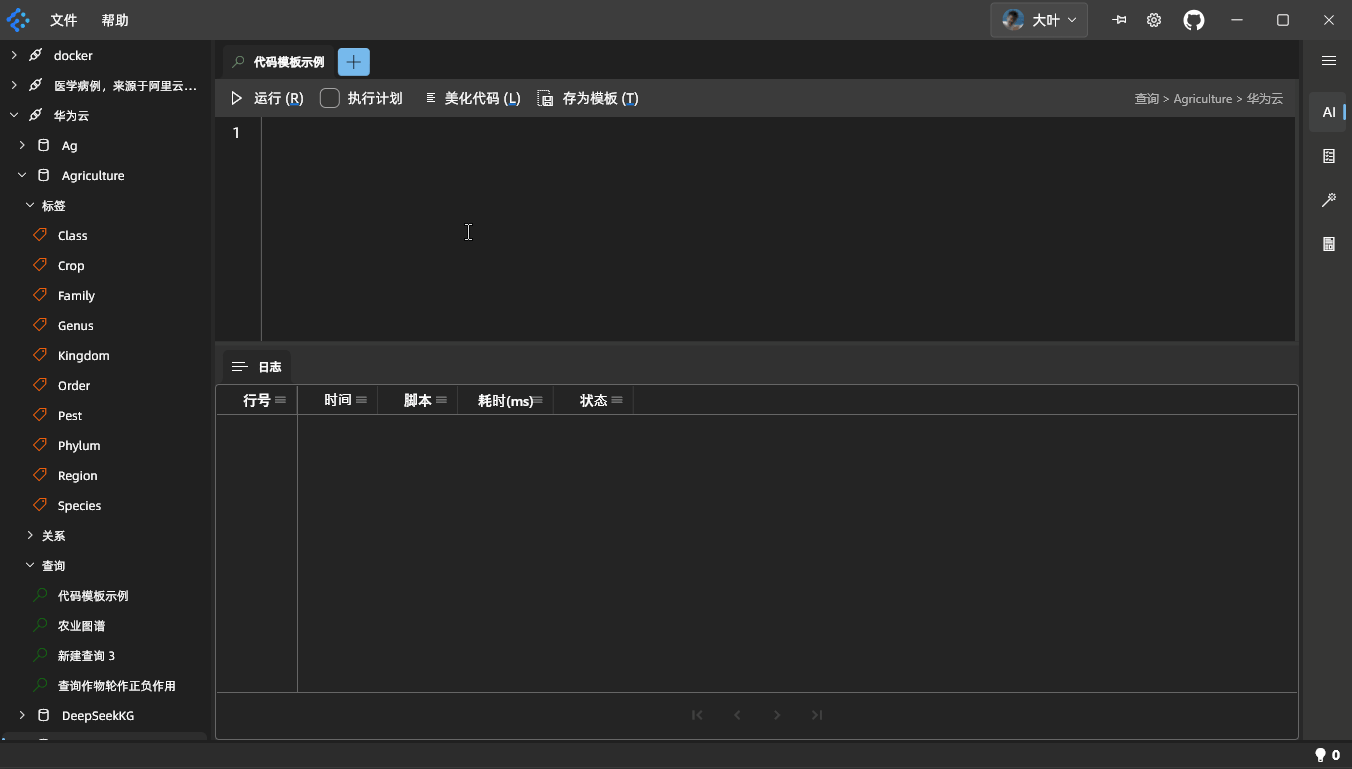 文件 帮助 大叶
docker
医学病例，来源于阿里云...
华为云
Ag
Agriculture
标签
Class
Crop
Family
Genus
Kingdom
Order
Pest
Phylum
Region
Species
关系
查询
代码模板示例
农业图谱
新建查询 3
查询作物轮作正负作用
DeepSeekKG
代码模板示例
运行 (R) 执行计划 美化代码 (L) 存为模板 (T) 查询 > Agriculture > 华为云
1
日志
行号 时间 脚本 耗时(ms) 状态
AI
0